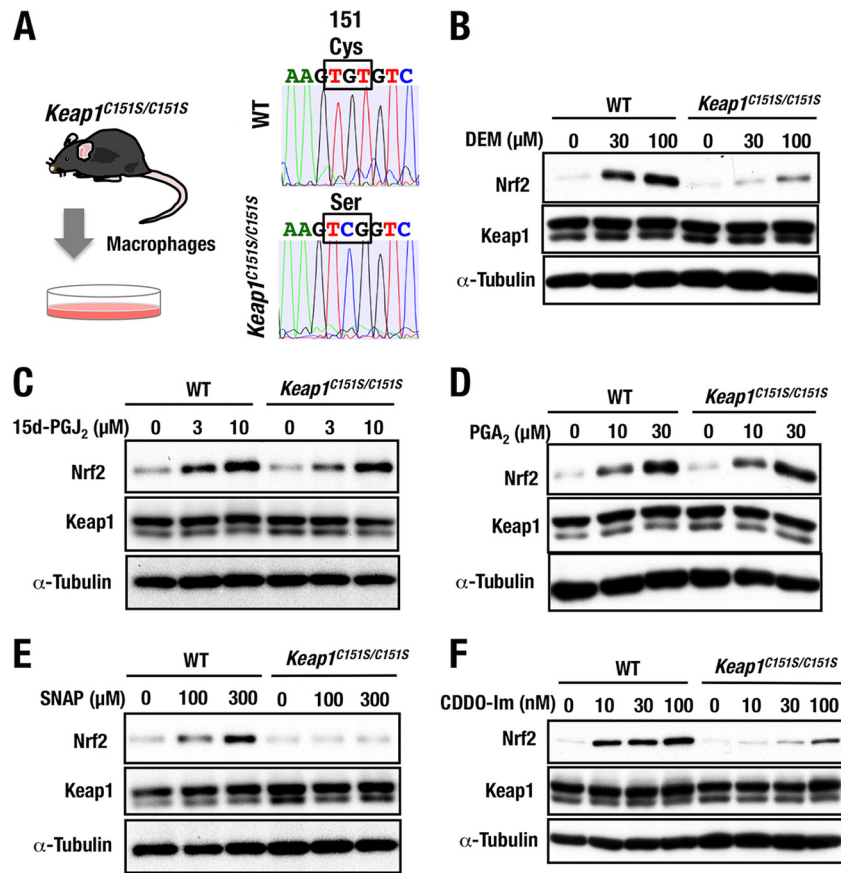 A
151
Cys
AAGTGTGTC
WT
Keap1C151S/C151S
Macrophages
Ser
AAGTCGGTC
Keap1C151S/C151S
B
WT Keap1C151S/C151S
DEM (µM) 0 30 100 0 30 100
Nrf2
Keap1
α-Tubulin
C
WT Keap1C151S/C151S
15d-PGJ2 (µM) 0 3 10 0 3 10
Nrf2
Keap1
α-Tubulin
D
WT Keap1C151S/C151S
PGA2 (µM) 0 10 30 0 10 30
Nrf2
Keap1
α-Tubulin
E
WT Keap1C151S/C151S
SNAP (µM) 0 100 300 0 100 300
Nrf2
Keap1
α-Tubulin
F
WT Keap1C151S/C151S
CDDO-Im (nM) 0 10 30 100 0 10 30 100
Nrf2
Keap1
α-Tubulin